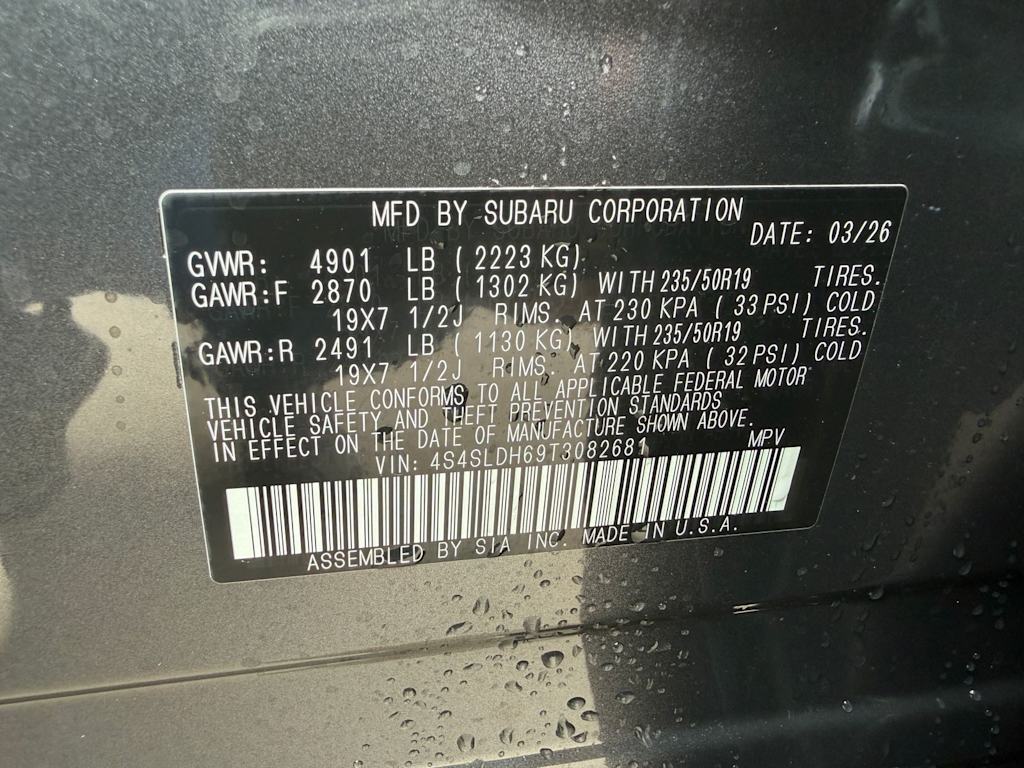 MFD BY SUBARU CORPORATION
DATE: 03/26
GVWR: 4901 LB ( 2223 KG)
GAWR:F 2870 LB ( 1302 KG) WITH 235/50R19 TIRES.
19X7 1/2J RIMS. AT 230 KPA ( 33 PSI) COLD
GAWR:R 2491 LB ( 1130 KG) WITH 235/50R19 TIRES.
19X7 1/2J RIMS. AT 220 KPA ( 32 PSI) COLD
THIS VEHICLE CONFORMS TO ALL APPLICABLE FEDERAL MOTOR
VEHICLE SAFETY AND THEFT PREVENTION STANDARDS
IN EFFECT ON THE DATE OF MANUFACTURE SHOWN ABOVE.
VIN: 4S4SLDH69T3082681 MPV
ASSEMBLED BY SIA INC. MADE IN U.S.A.